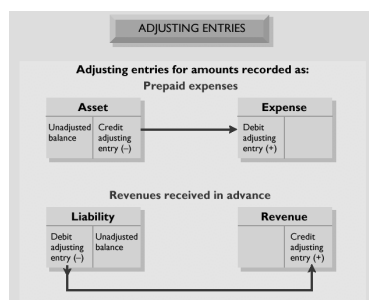 ADJUSTING ENTRIES
Adjusting entries for amounts recorded as:
Prepaid expenses
Asset
Unadjusted
balance
Credit
adjusting
entry (–)
Expense
Debit
adjusting
entry (+)
Revenues received in advance
Liability
Debit
adjusting
entry (–)
Unadjusted
balance
Revenue
Credit
adjusting
entry (+)